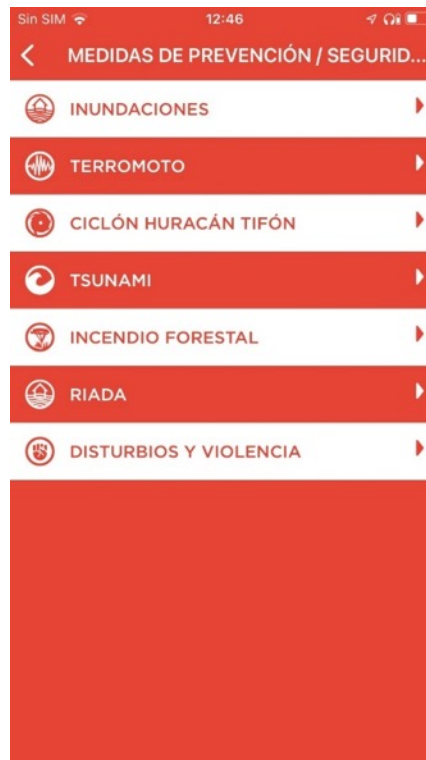 Sin SIM 12:46
MEDIDAS DE PREVENCIÓN / SEGURID...
INUNDACIONES
TERROMOTO
CICLÓN HURACÁN TIFÓN
TSUNAMI
INCENDIO FORESTAL
RIADA
DISTURBIOS Y VIOLENCIA